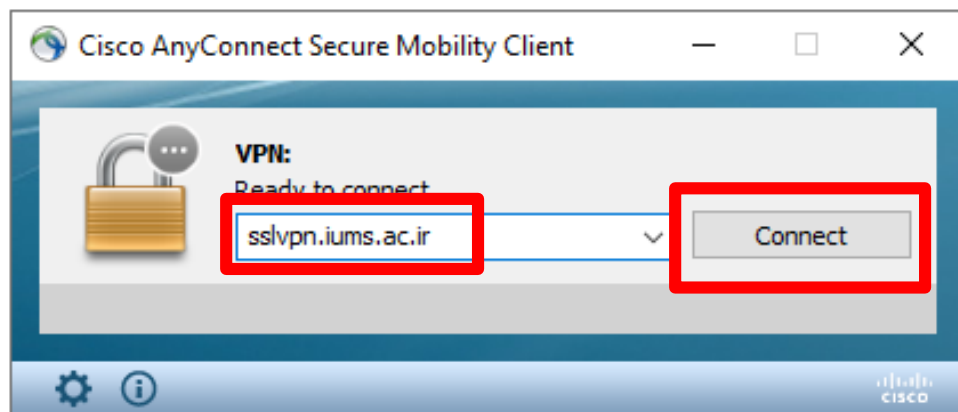 Cisco AnyConnect Secure Mobility Client
VPN:
Ready to connect
sslvpn.iums.ac.ir
Connect
CISCO